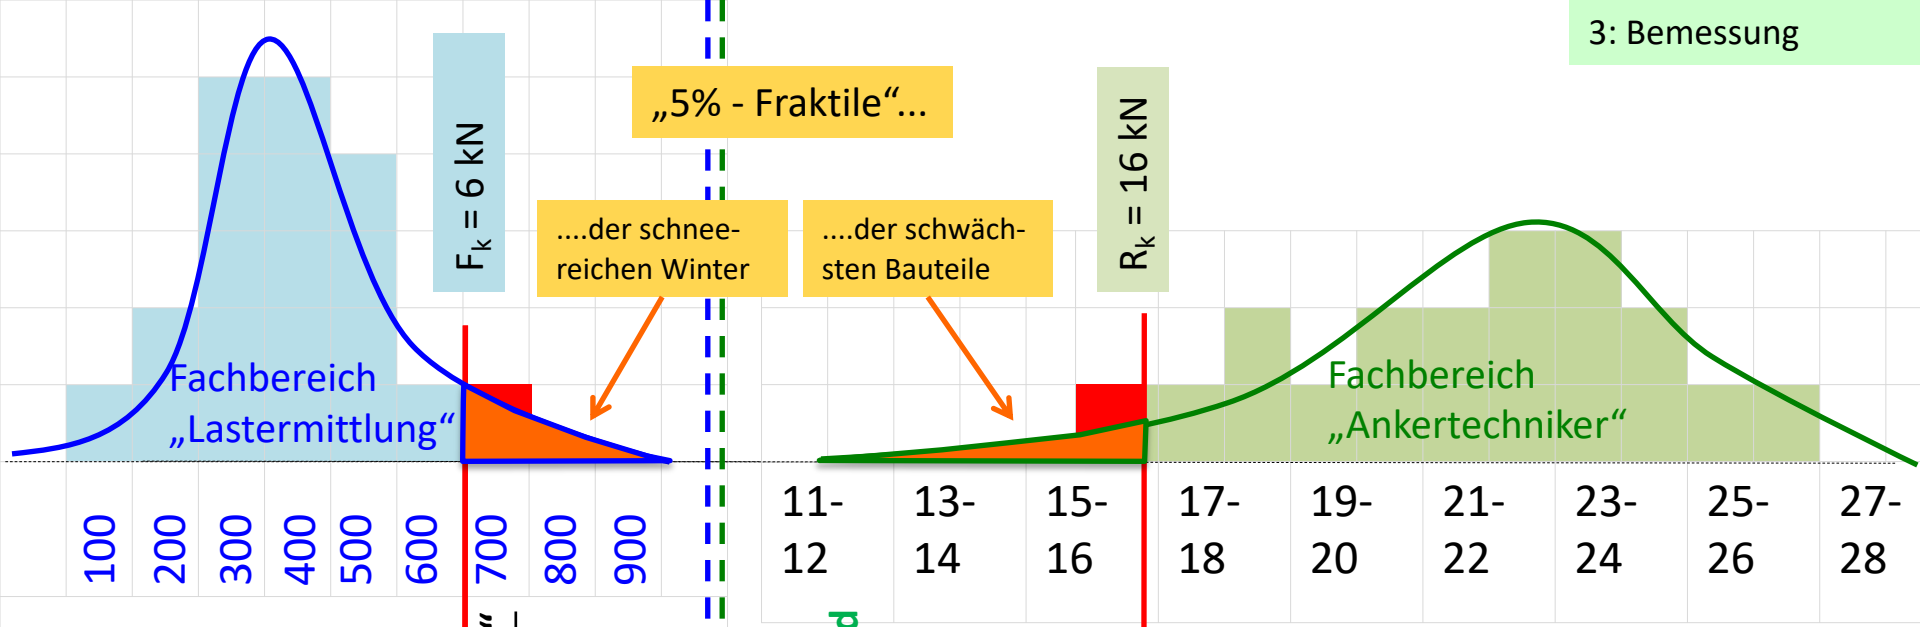 3: Bemessung
„5% - Fraktile“...
F_k = 6 kN
R_k = 16 kN
....der schnee-
reichen Winter
....der schwäch-
sten Bauteile
Fachbereich
„Lastermittlung“
Fachbereich
„Ankertechniker“
100
200
300
400
500
600
700
800
900
11-
12
13-
14
15-
16
17-
18
19-
20
21-
22
23-
24
25-
26
27-
28